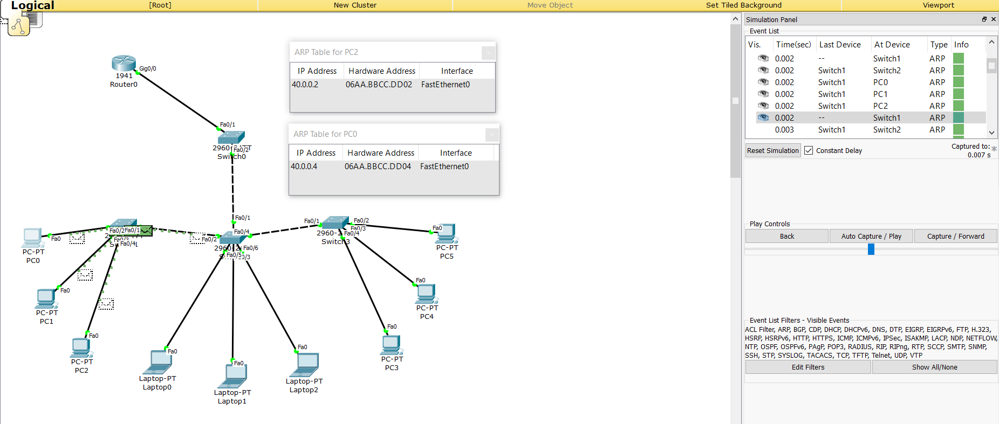 Logical
[Root]
New Cluster
Move Object
Set Tiled Background
Viewport
Gig0/0
1941
Router0
Fa0/1
Fa0/2
Switch0
ARP Table for PC2
IP Address Hardware Address Interface
40.0.0.2 06AA.BBCC.DD02 FastEthernet0
ARP Table for PC0
IP Address Hardware Address Interface
40.0.0.4 06AA.BBCC.DD04 FastEthernet0
Fa0
PC-PT
PC0
Fa0/2
Fa0/1
Fa0/3
Fa0/4
Fa0
PC-PT
PC1
Fa0
PC-PT
PC2
Fa0/1
Fa0/4
Fa0/2
Fa0/6
Fa0/5
Fa0
Laptop-PT
Laptop0
Fa0
Laptop-PT
Laptop1
Fa0
Laptop-PT
Laptop2
Fa0/1
Fa0/2
Fa0/3
Fa0/4
Fa0
PC-PT
PC5
Fa0
PC-PT
PC4
Fa0
PC-PT
PC3
Simulation Panel
Event List
Vis. Time(sec) Last Device At Device Type Info
0.002 -- Switch1 ARP
0.002 Switch1 Switch2 ARP
0.002 Switch1 PC0 ARP
0.002 Switch1 PC1 ARP
0.002 Switch1 PC2 ARP
0.002 -- Switch1 ARP
0.003 Switch1 Switch2 ARP
Reset Simulation
Constant Delay
Captured to: *
0.007 s
Play Controls
Back
Auto Capture / Play
Capture / Forward
Event List Filters - Visible Events
ACL Filter, ARP, BGP, CDP, DHCP, DHCPv6, DNS, DTP, EIGRP, EIGRPv6, FTP, H.323,
HSRP, HSRPv6, HTTP, HTTPS, ICMP, ICMPv6, IPSec, ISAKMP, LACP, NDP, NETFLOW,
NTP, OSPF, OSPFv6, PAgP, POP3, RADIUS, RIP, RIPng, RTP, SCCP, SMTP, SNMP,
SSH, STP, SYSLOG, TACACS, TCP, TFTP, Telnet, UDP, VTP
Edit Filters
Show All/None